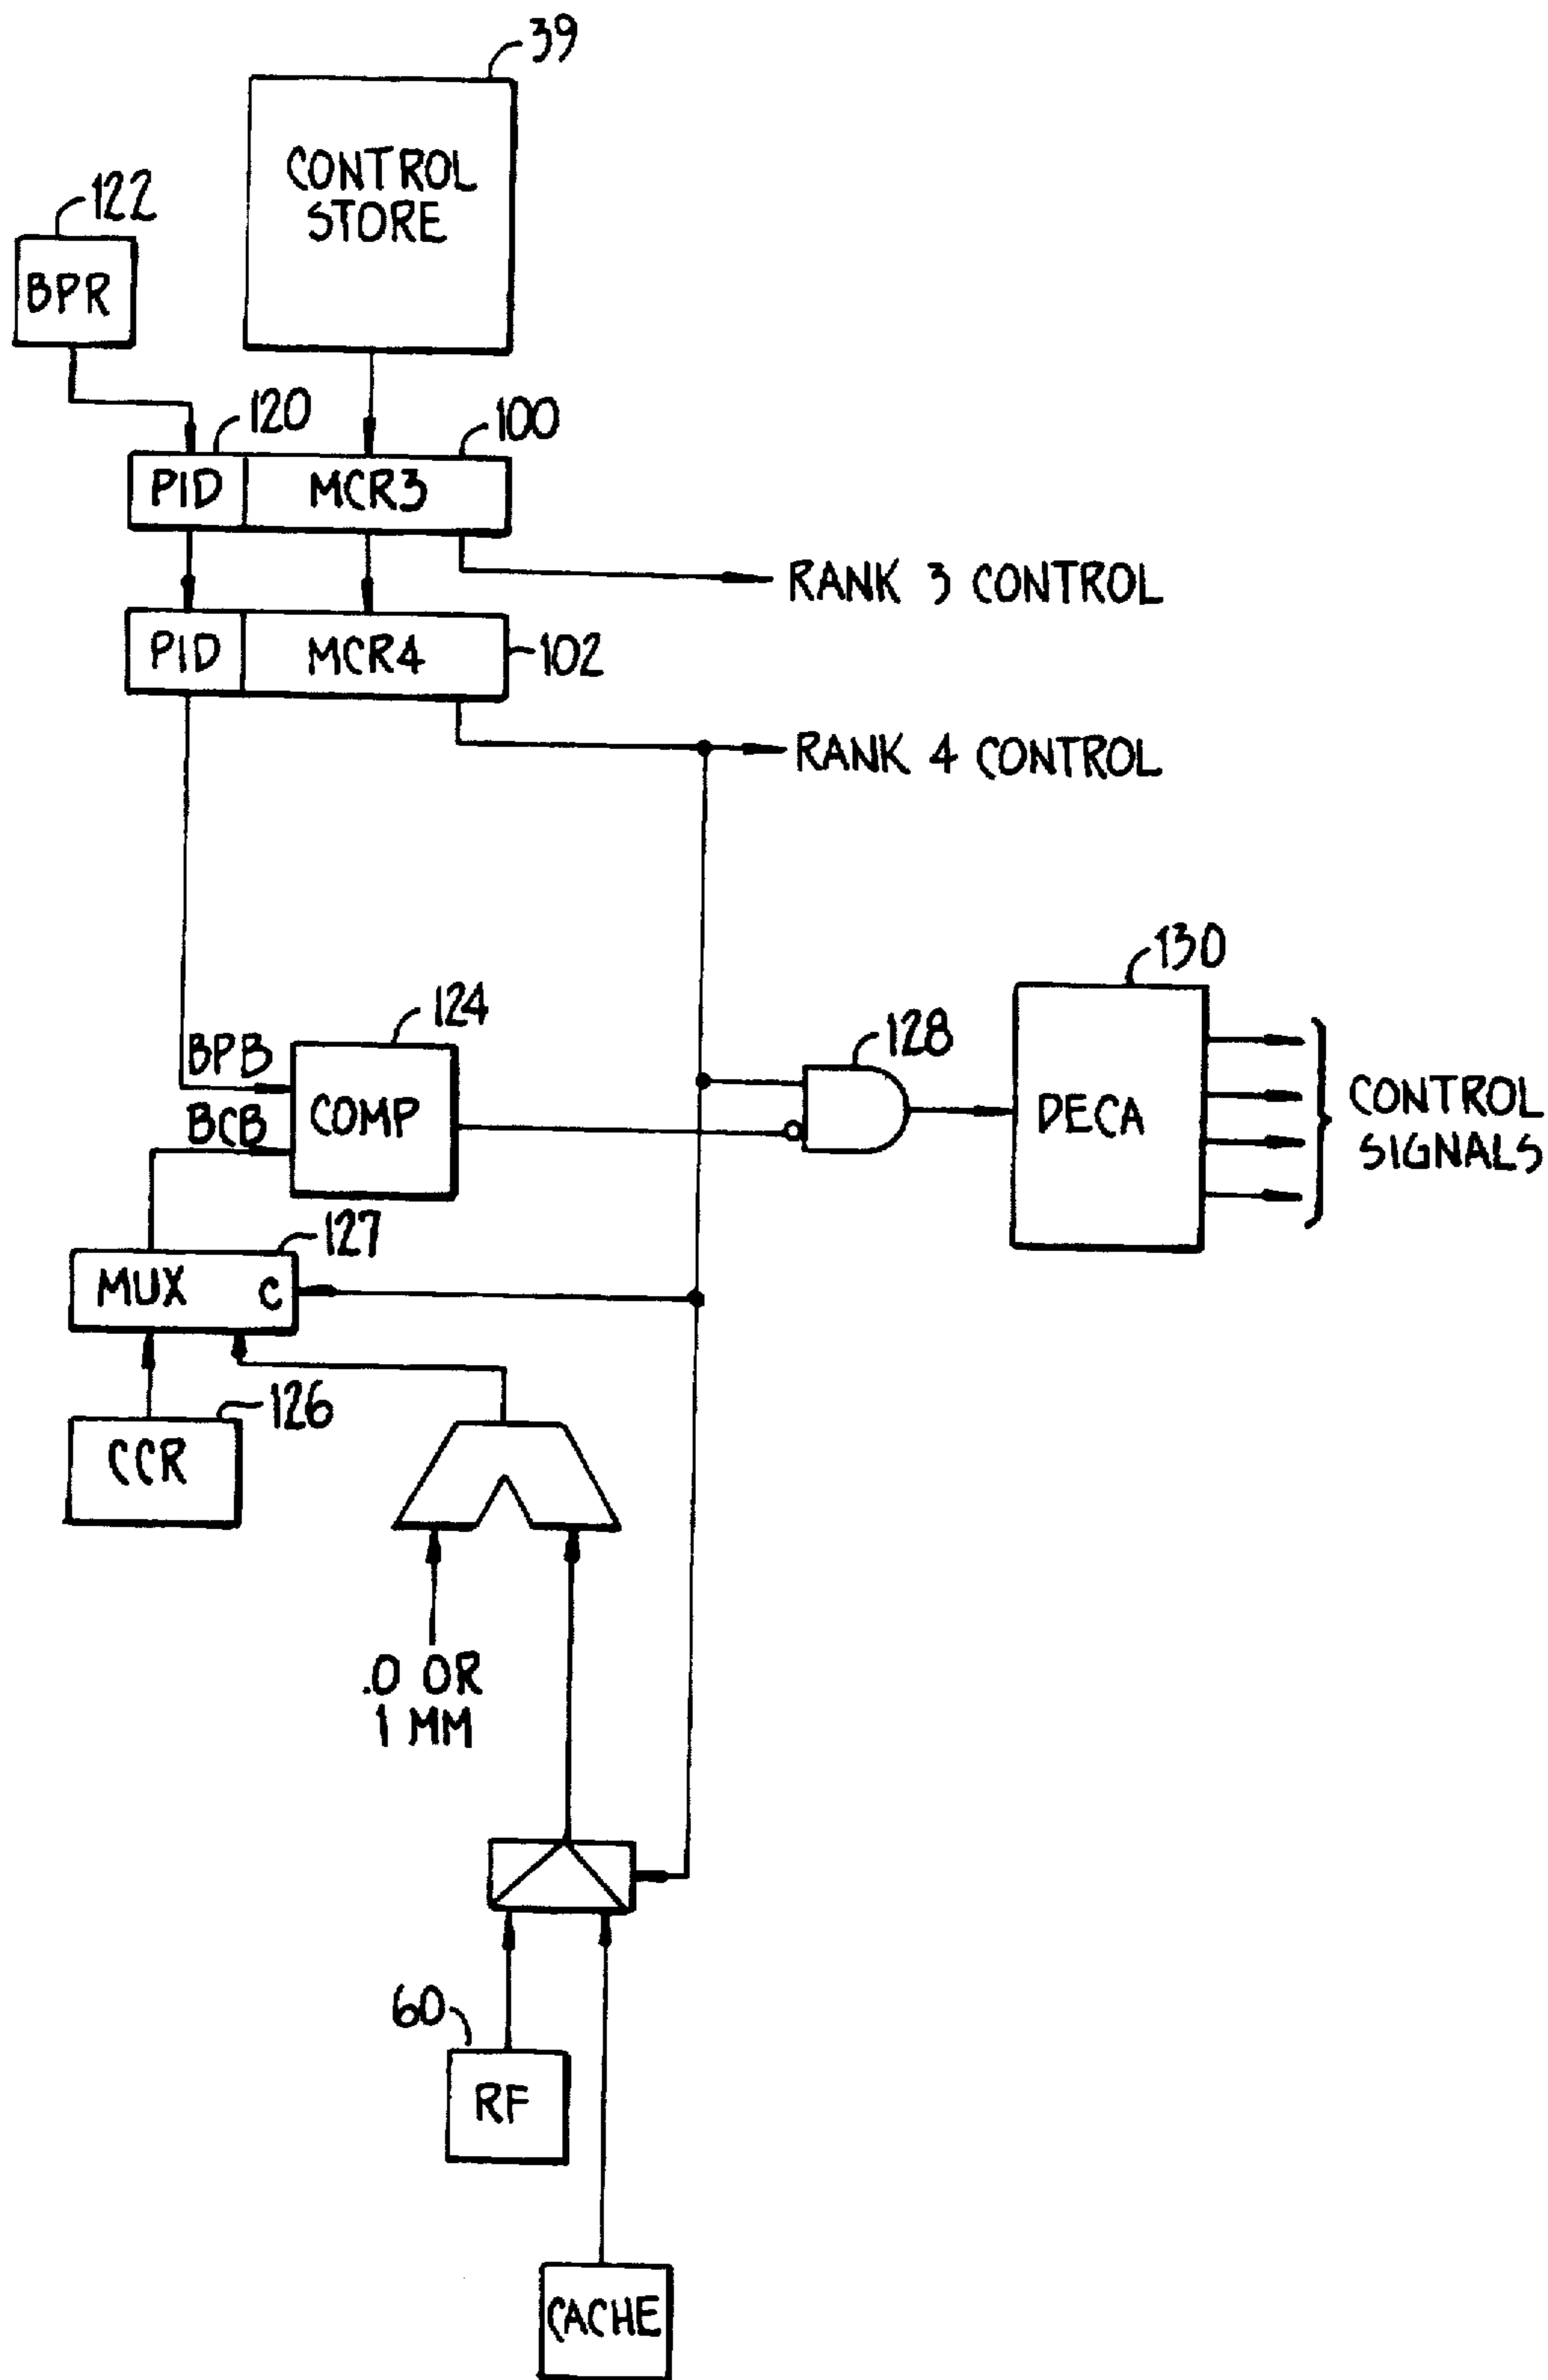 39
CONTROL
STORE
122
BPR
120
100
PID
MCR3
RANK 3 CONTROL
PID
MCR4
102
RANK 4 CONTROL
130
124
128
BPB
COMP
BCB
DECA
CONTROL
SIGNALS
127
MUX
C
126
CCR
.0 OR
1 MM
60
RF
CACHE